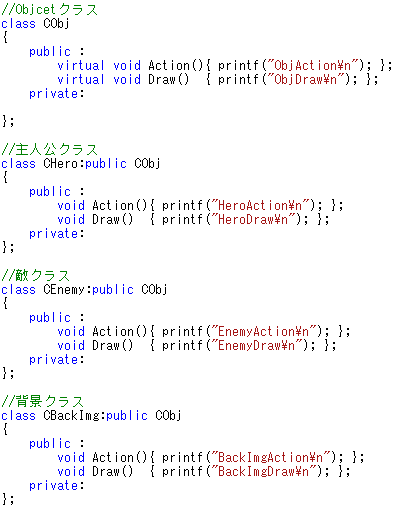 //Objcetクラス
class CObj
{
    public :
        virtual void Action(){ printf("ObjAction¥n"); };
        virtual void Draw()  { printf("ObjDraw¥n"); };
    private:

};

//主人公クラス
class CHero:public CObj
{
    public :
        void Action(){ printf("HeroAction¥n"); };
        void Draw()  { printf("HeroDraw¥n"); };
    private:
};

//敵クラス
class CEnemy:public CObj
{
    public :
        void Action(){ printf("EnemyAction¥n"); };
        void Draw()  { printf("EnemyDraw¥n"); };
    private:
};

//背景クラス
class CBackImg:public CObj
{
    public :
        void Action(){ printf("BackImgAction¥n"); };
        void Draw()  { printf("BackImgDraw¥n"); };
    private:
};